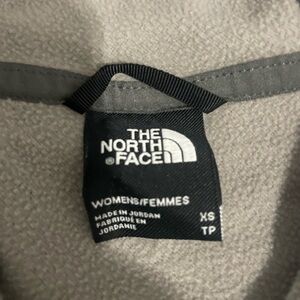 THE
NORTH
FACE
WOMENS/FEMMES
MADE IN JORDAN
FABRIQUÉ EN
JORDANIE
XS
TP